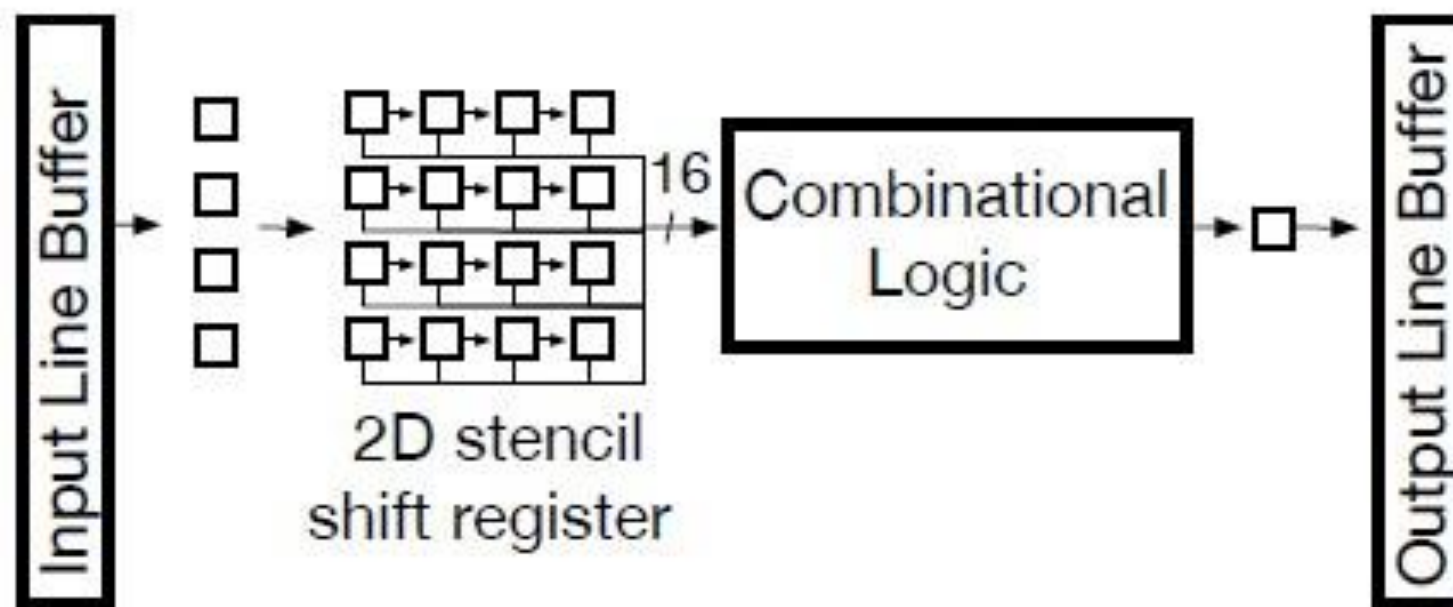 Input Line Buffer
16
Combinational
Logic
2D stencil
shift register
Output Line Buffer